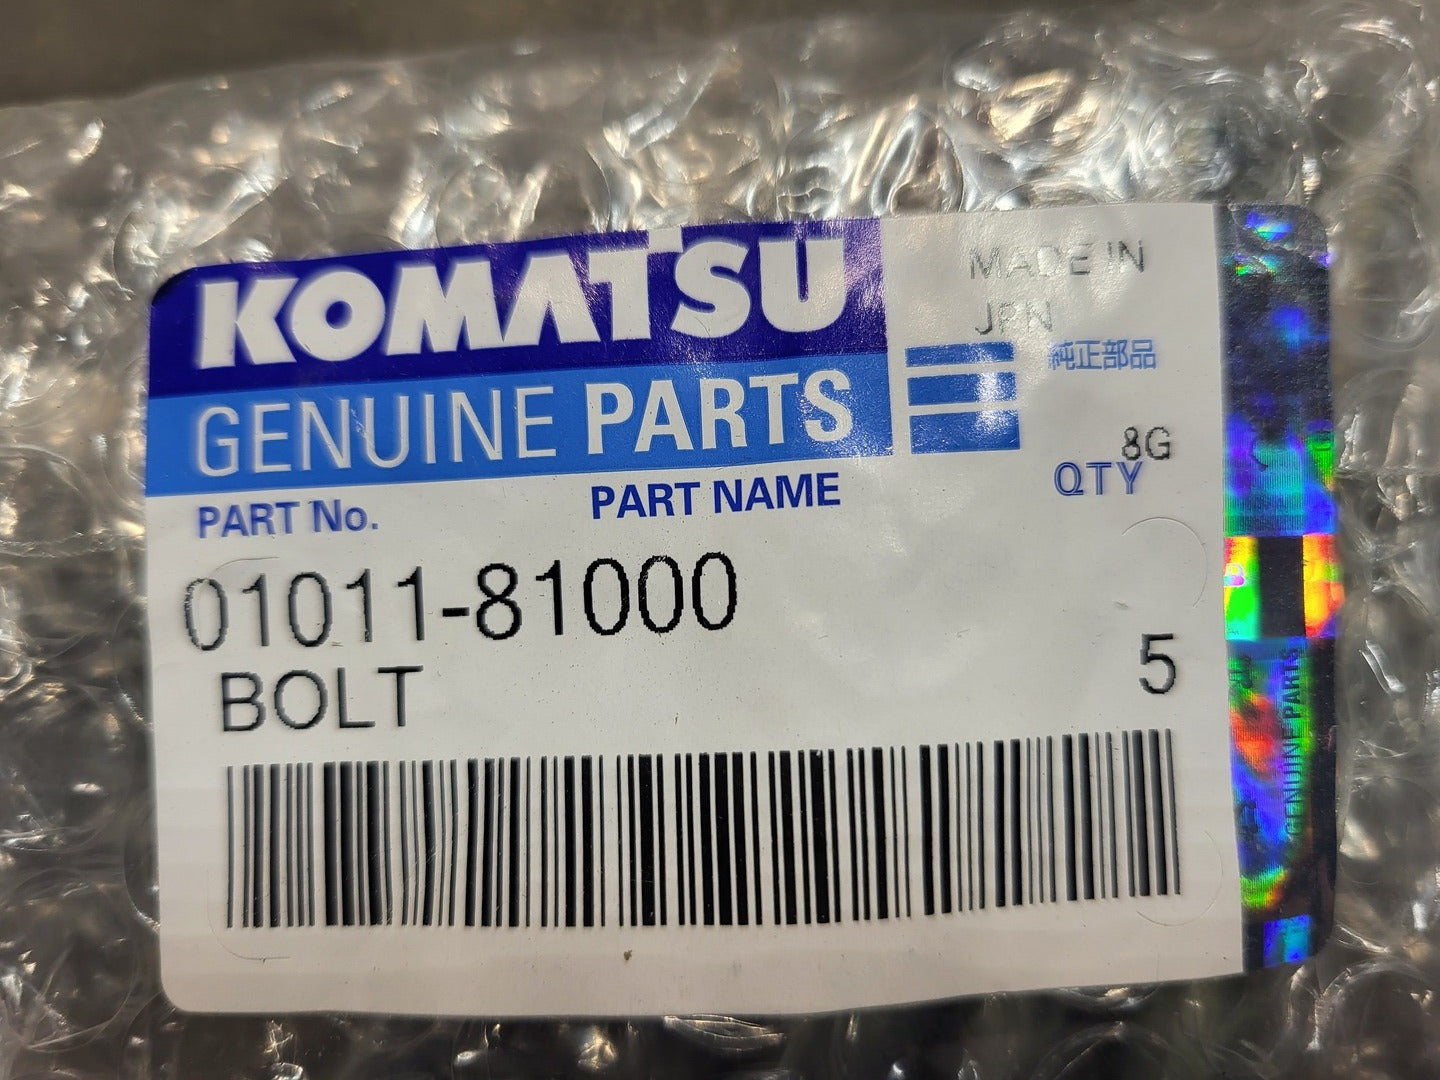 KOMATSU
GENUINE PARTS
MADE IN
JPN
純正部品
8G
PART No.
PART NAME
QTY
01011-81000
BOLT
5
GENUINE PARTS